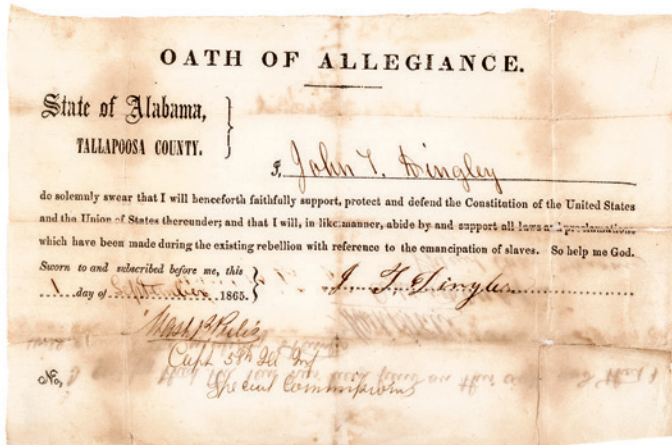 OATH OF ALLEGIANCE.
State of Alabama,
TALLAPOOSA COUNTY.
I, John T. Dingley
do solemnly swear that I will henceforth faithfully support, protect and defend the Constitution of the United States
and the Union of States thereunder; and that I will, in like manner, abide by and support all laws and proclamations
which have been made during the existing rebellion with reference to the emancipation of slaves. So help me God.
Sworn to and subscribed before me, this
1 day of September 1865.
J. T. Dingley
Capt 58th Ill Inf
Special Commissioner
No,